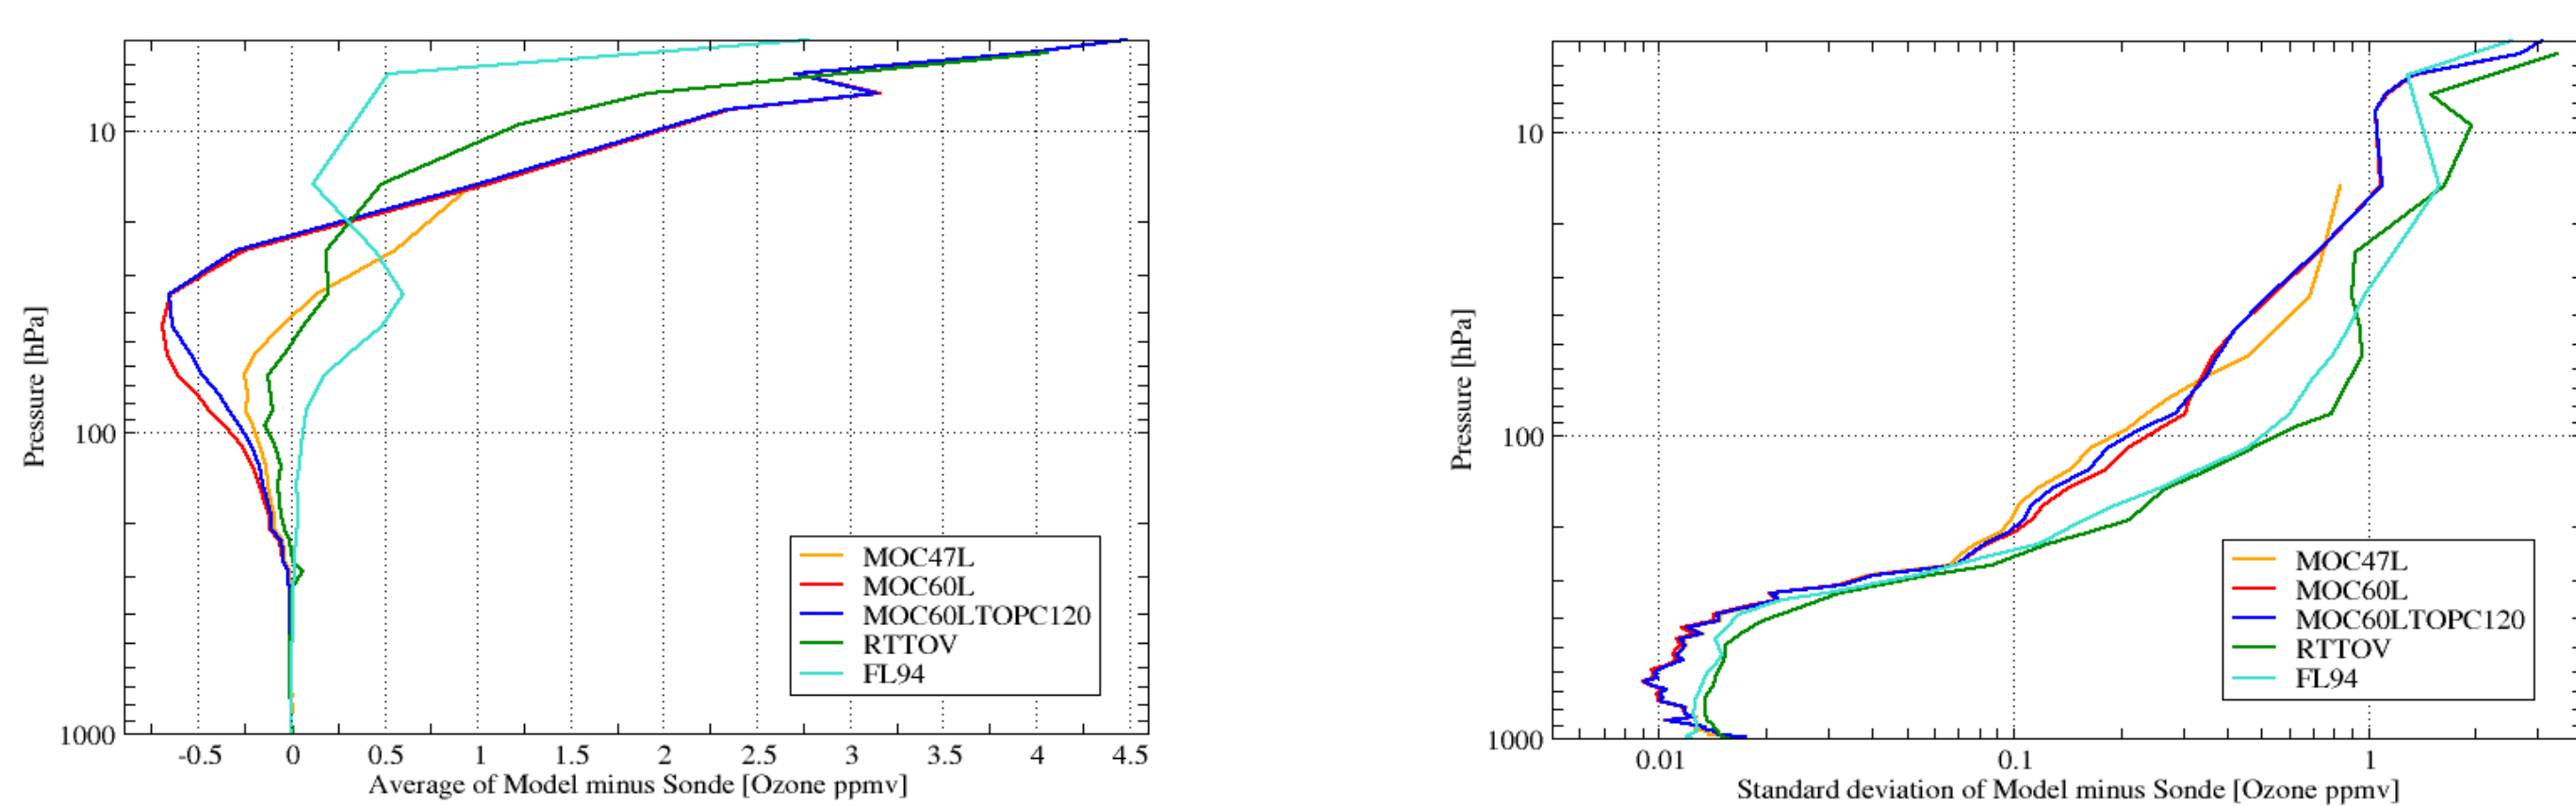 10
100
1000
Pressure [hPa]
-0.5 0 0.5 1 1.5 2 2.5 3 3.5 4 4.5
Average of Model minus Sonde [Ozone ppmv]
MOC47L
MOC60L
MOC60LTOPC120
RTTOV
FL94
10
100
1000
Pressure [hPa]
0.01 0.1 1
Standard deviation of Model minus Sonde [Ozone ppmv]
MOC47L
MOC60L
MOC60LTOPC120
RTTOV
FL94